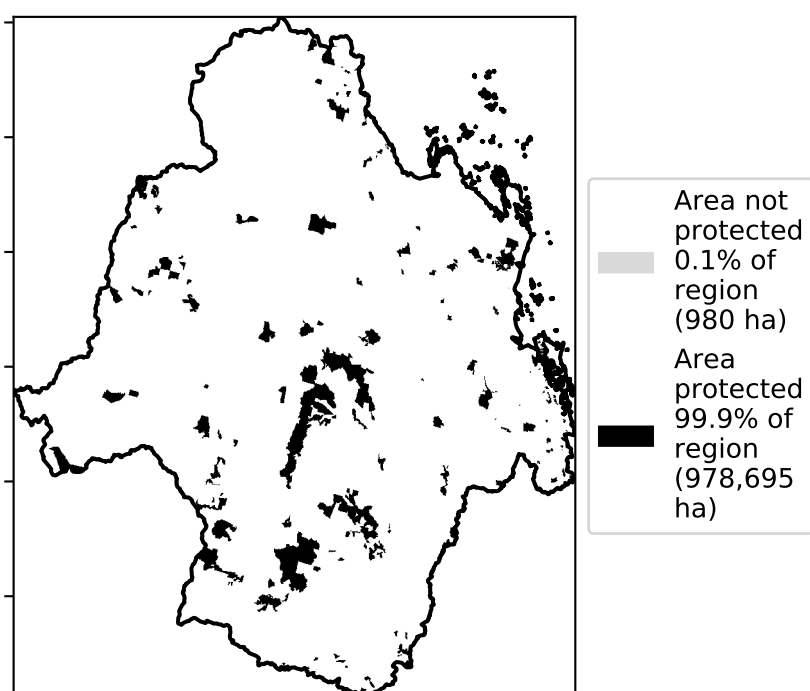 Area not
protected
0.1% of
region
(980 ha)
Area
protected
99.9% of
region
(978,695
ha)